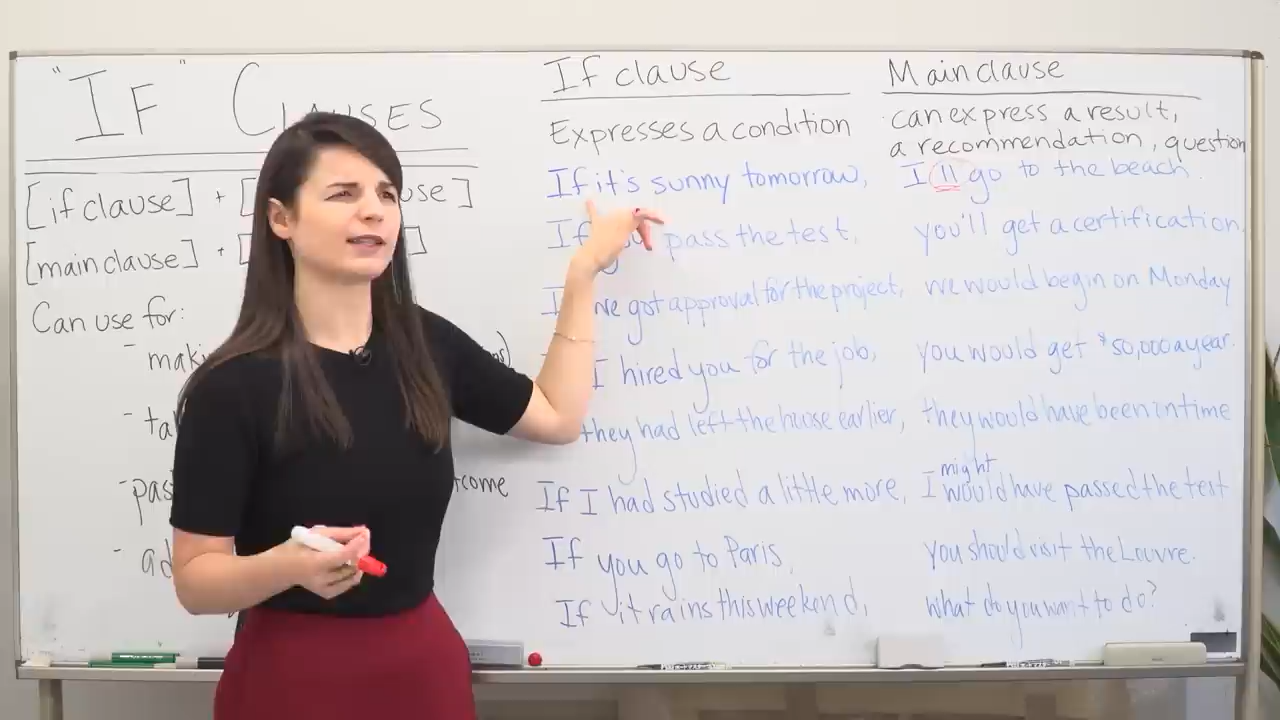 "IF" CLAUSES
[if clause] + [
[main clause] + [ ]
Can use for:
-
-
-
-
If clause
Expresses a condition
If it's sunny tomorrow,
If pass the test,
we got approval for the project,
I hired you for the job,
they had left the house earlier,
If I had studied a little more,
If you go to Paris,
If it rains this weekend,
Main clause
can express a result,
a recommendation, question
I'll go to the beach.
you'll get a certification.
we would begin on Monday
you would get $50,000 a year.
they would have been on time
might
I would have passed the test
you should visit the Louvre.
What do you want to do?